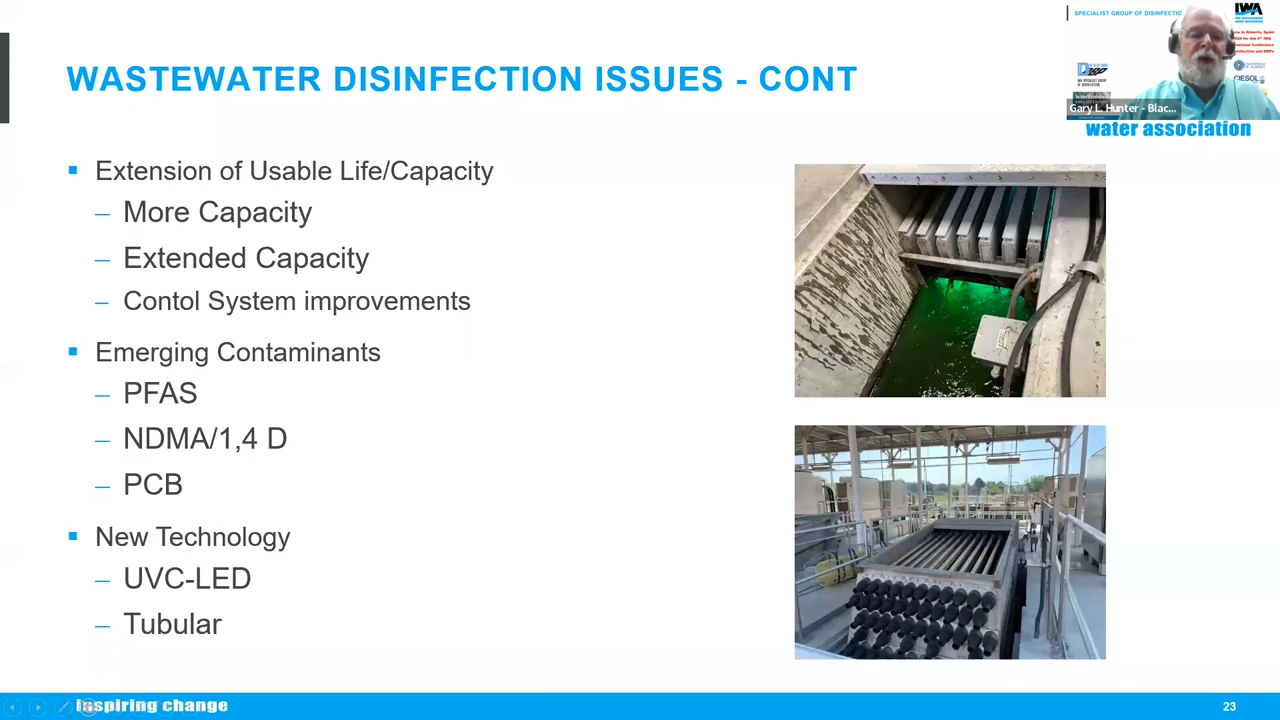 SPECIALIST GROUP OF DISINFECTIO
IWA
WASTEWATER DISINFECTION ISSUES - CONT
CIESOL
Gary L. Hunter - Blac...
water association
Extension of Usable Life/Capacity
– More Capacity
– Extended Capacity
– Contol System improvements
Emerging Contaminants
– PFAS
– NDMA/1,4 D
– PCB
New Technology
– UVC-LED
– Tubular
inspiring change
23